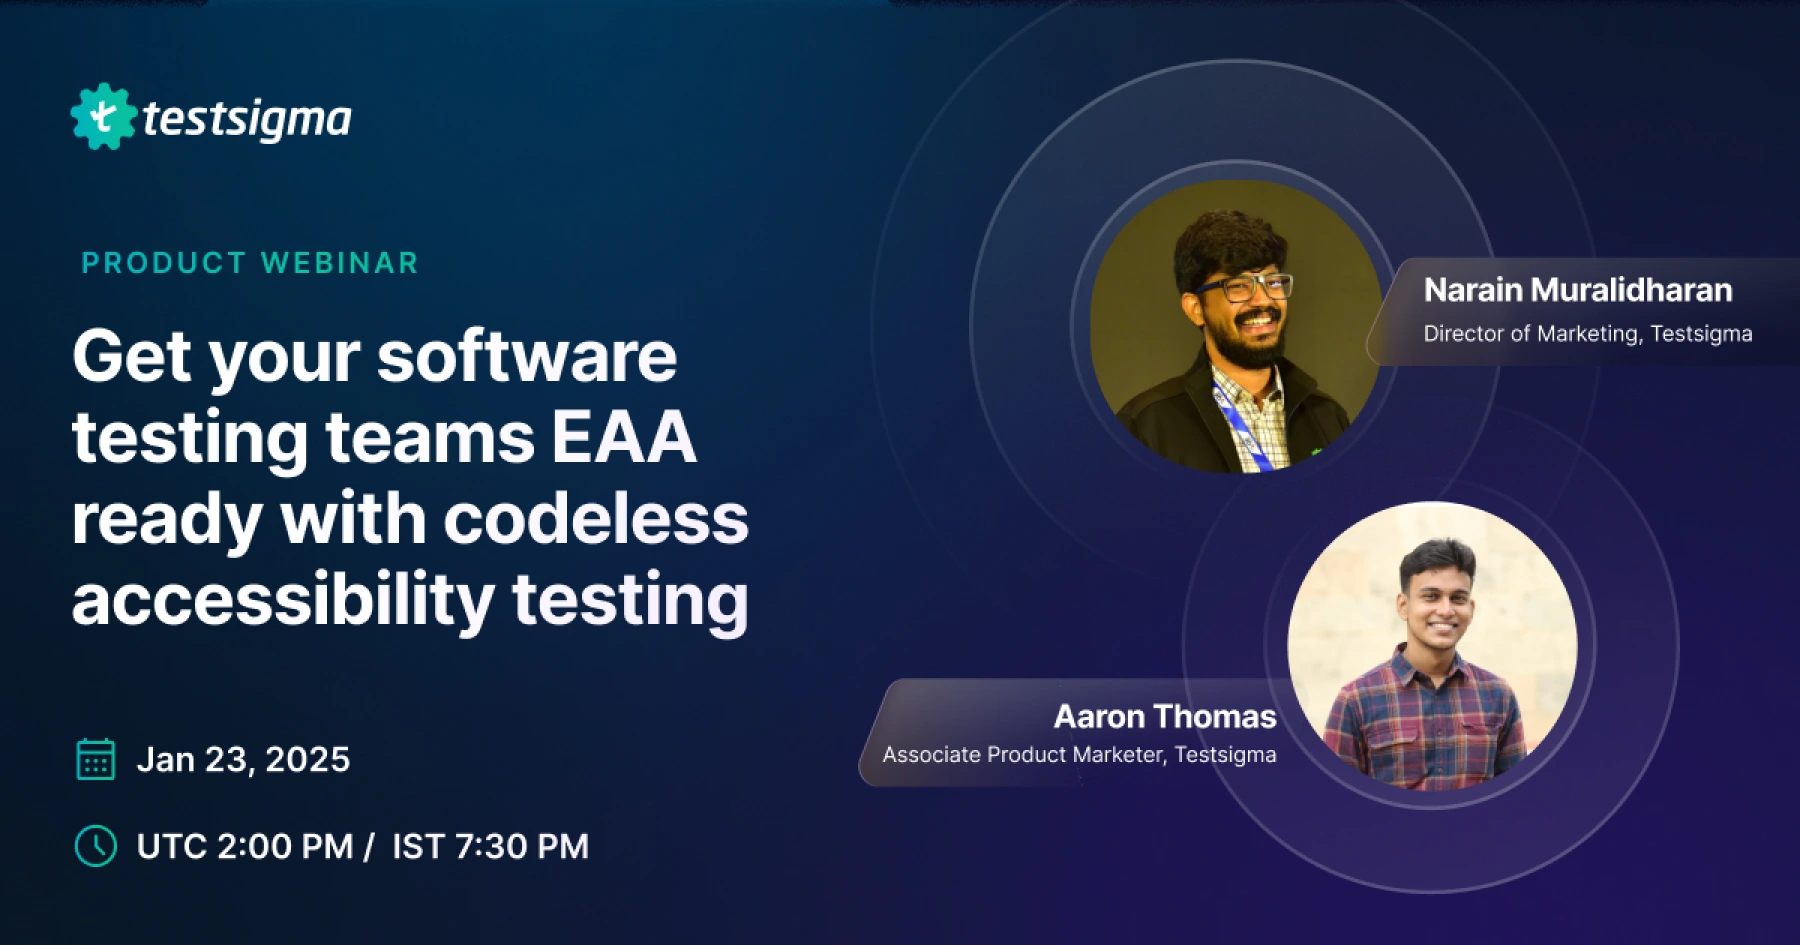 testsigma
PRODUCT WEBINAR
Get your software
testing teams EAA
ready with codeless
accessibility testing
Jan 23, 2025
UTC 2:00 PM / IST 7:30 PM
Narain Muralidharan
Director of Marketing, Testsigma
Aaron Thomas
Associate Product Marketer, Testsigma